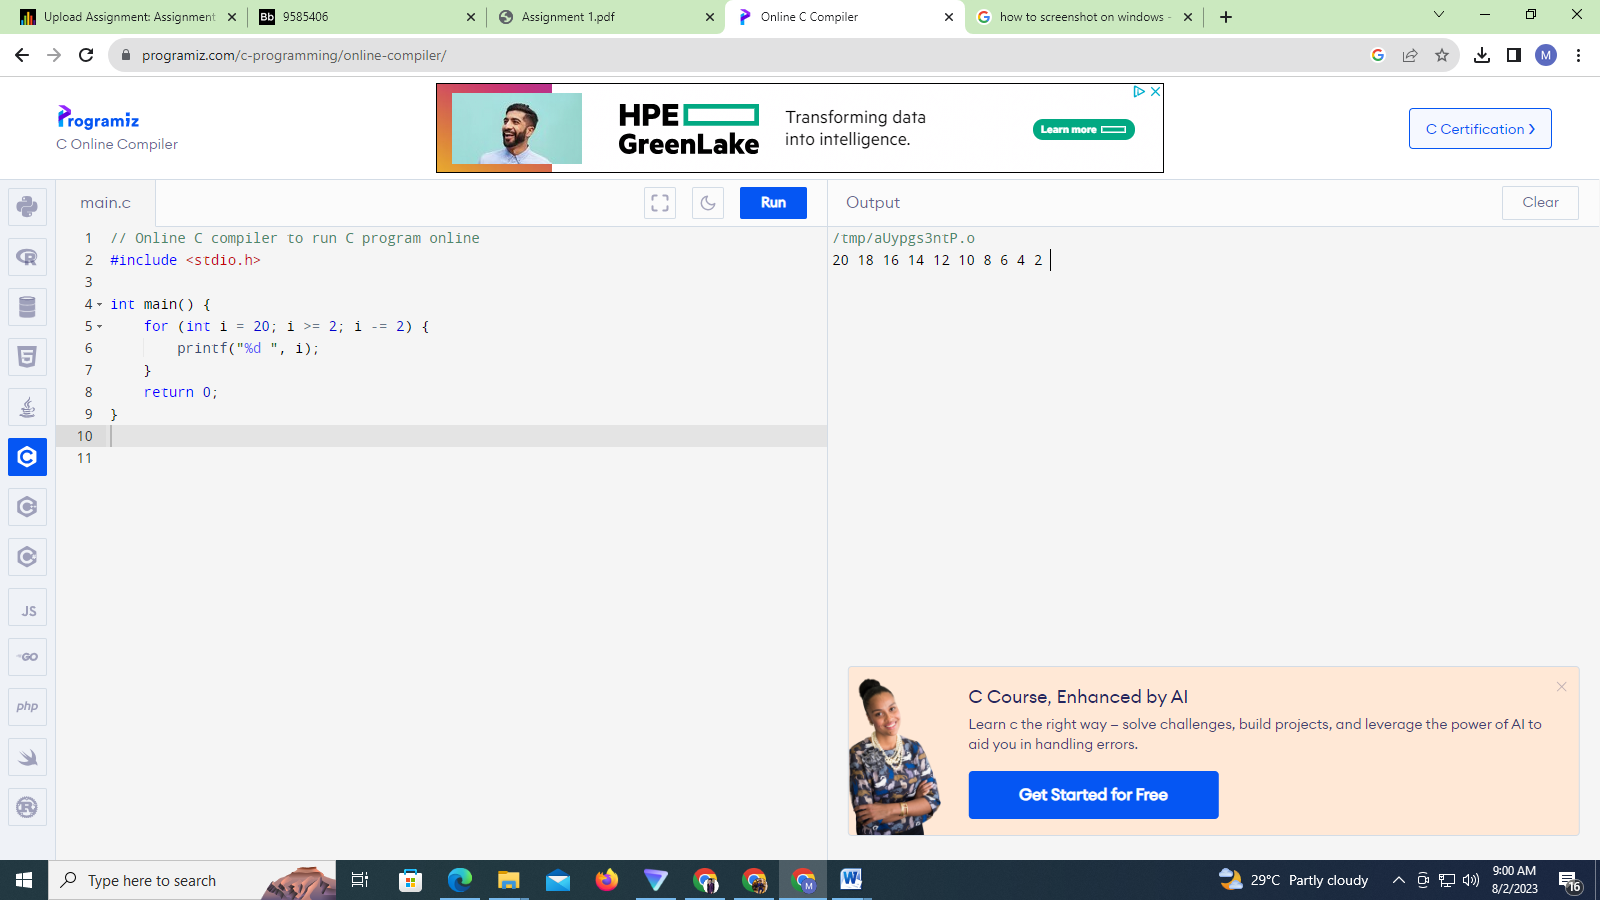 Upload Assignment: Assignment
Bb 9585406
Assignment 1.pdf
Online C Compiler
how to screenshot on windows -
programiz.com/c-programming/online-compiler/
M
Programiz
C Online Compiler
HPE
GreenLake
Transforming data
into intelligence.
Learn more
C Certification
main.c
Run
Output
Clear
1 // Online C compiler to run C program online
2 #include <stdio.h>
3
4 int main() {
5 for (int i = 20; i >= 2; i -= 2) {
6 printf("%d ", i);
7 }
8 return 0;
9 }
10
11
/tmp/aUypgs3ntP.o
20 18 16 14 12 10 8 6 4 2
JS
GO
php
C Course, Enhanced by AI
Learn c the right way – solve challenges, build projects, and leverage the power of AI to
aid you in handling errors.
Get Started for Free
Type here to search
29°C Partly cloudy
9:00 AM
8/2/2023
16